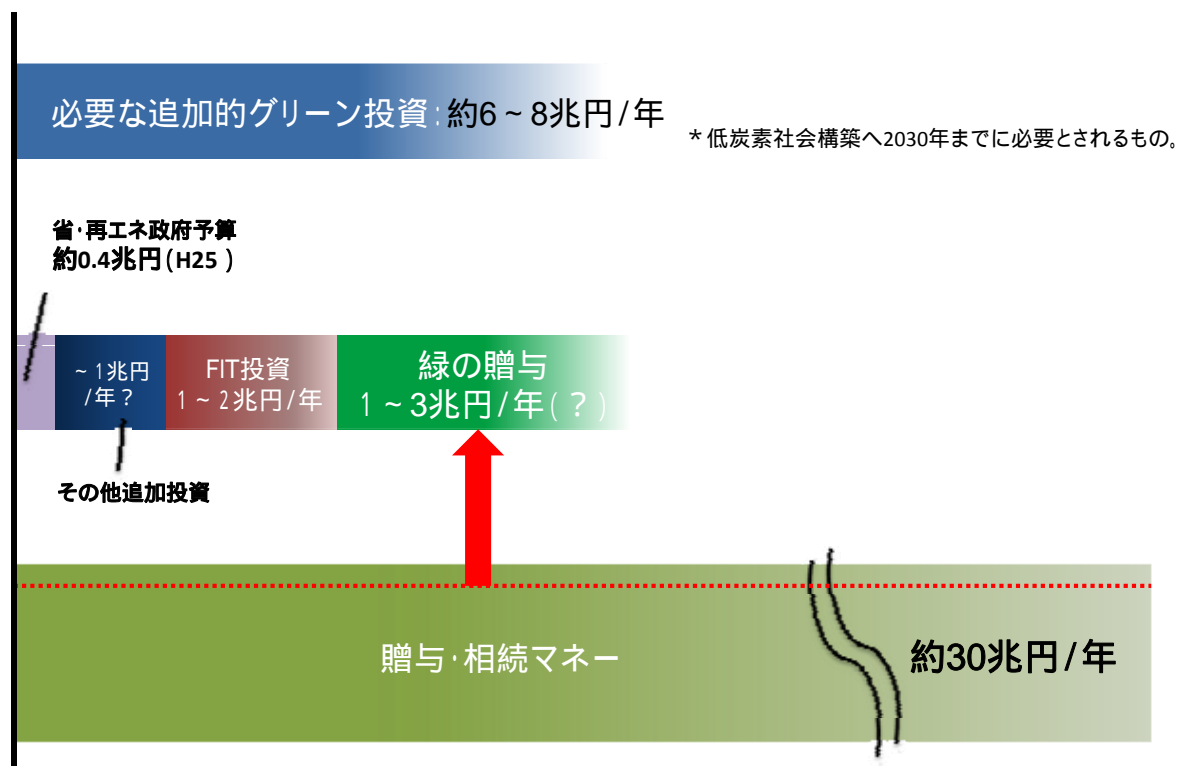 必要な追加的グリーン投資:約6~8兆円/年
*低炭素社会構築へ2030年までに必要とされるもの。
省・再エネ政府予算
約0.4兆円(H25 )
~1兆円
/年?
FIT投資
1~2兆円/年
緑の贈与
1~3兆円/年(?)
その他追加投資
贈与・相続マネー
約30兆円/年